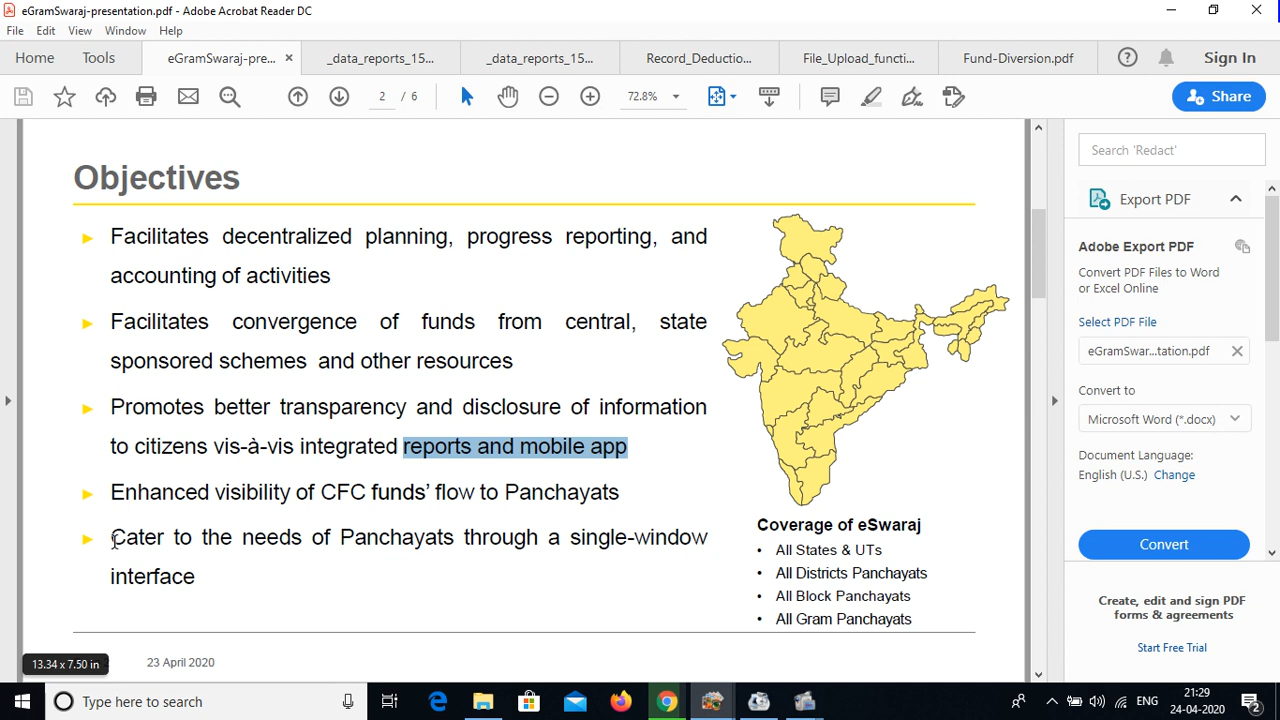 eGramSwaraj-presentation.pdf - Adobe Acrobat Reader DC
File Edit View Window Help
Home Tools eGramSwaraj-pre... × _data_reports_15... _data_reports_15... Record_Deductio... File_Upload_functi... Fund-Diversion.pdf Sign In
2 / 6 72.8% Share
Search 'Redact'
Export PDF
Adobe Export PDF
Convert PDF Files to Word
or Excel Online
Select PDF File
eGramSwar...tation.pdf
Convert to
Microsoft Word (*.docx)
Document Language:
English (U.S.) Change
Convert
Create, edit and sign PDF
forms & agreements
Start Free Trial
Objectives
Facilitates decentralized planning, progress reporting, and
accounting of activities
Facilitates convergence of funds from central, state
sponsored schemes and other resources
Promotes better transparency and disclosure of information
to citizens vis-à-vis integrated reports and mobile app
Enhanced visibility of CFC funds' flow to Panchayats
Cater to the needs of Panchayats through a single-window
interface
Coverage of eSwaraj
• All States & UTs
• All Districts Panchayats
• All Block Panchayats
• All Gram Panchayats
23 April 2020
13.34 x 7.50 in
Type here to search
ENG
21:29
24-04-2020
2